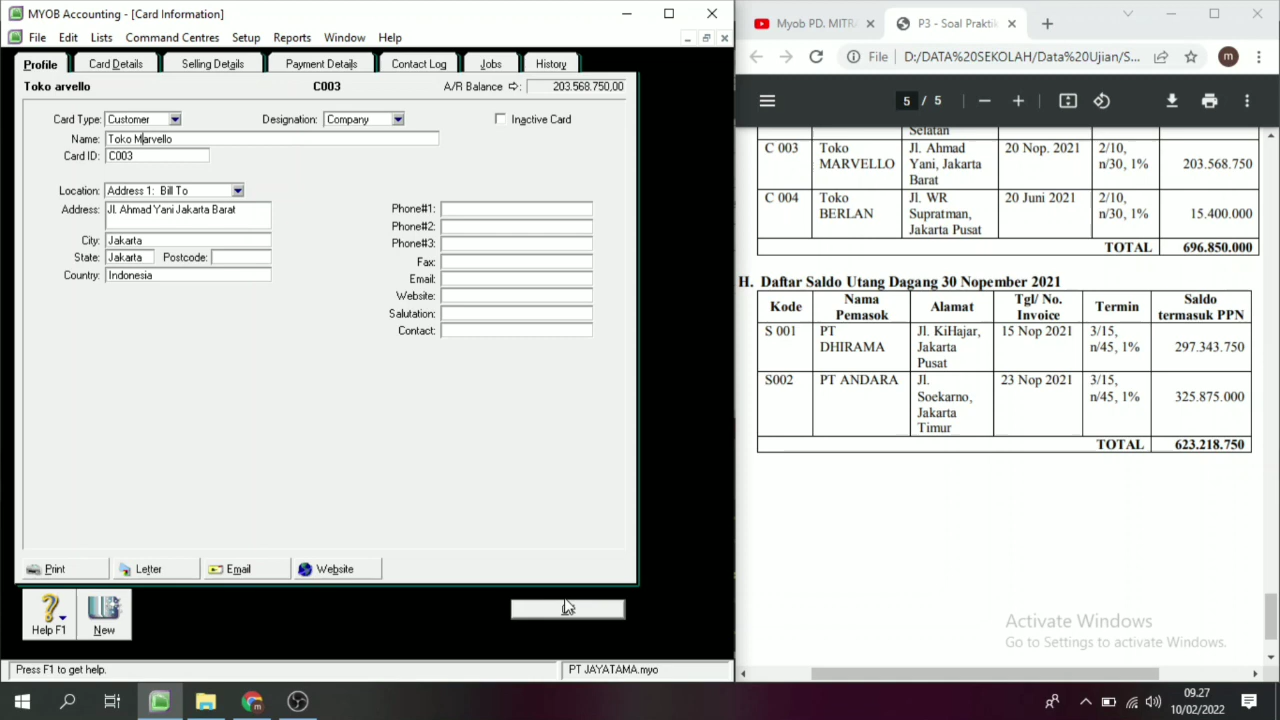 MYOB Accounting - [Card Information]
File Edit Lists Command Centres Setup Reports Window Help
Profile Card Details Selling Details Payment Details Contact Log Jobs History
Toko arvello C003 A/R Balance 203.568.750,00
Card Type: Customer Designation: Company Inactive Card
Name: Toko Marvello
Card ID: C003
Location: Address 1: Bill To
Address: Jl. Ahmad Yani Jakarta Barat
City: Jakarta
State: Jakarta Postcode:
Country: Indonesia
Phone#1:
Phone#2:
Phone#3:
Fax:
Email:
Website:
Salutation:
Contact:
Print Letter Email Website
Help F1 New
Press F1 to get help. PT JAYATAMA.myo
Myob PD. MITRA P3 - Soal Praktik
File D:/DATA%20SEKOLAH/Data%20Ujian/S... m
5 / 5
Selatan
C 003 Toko MARVELLO Jl. Ahmad Yani, Jakarta Barat 20 Nop. 2021 2/10, n/30, 1% 203.568.750
C 004 Toko BERLAN Jl. WR Supratman, Jakarta Pusat 20 Juni 2021 2/10, n/30, 1% 15.400.000
TOTAL 696.850.000
H. Daftar Saldo Utang Dagang 30 Nopember 2021
Kode Nama Pemasok Alamat Tgl/ No. Invoice Termin Saldo termasuk PPN
S 001 PT DHIRAMA Jl. KiHajar, Jakarta Pusat 15 Nop 2021 3/15, n/45, 1% 297.343.750
S002 PT ANDARA Jl. Soekarno, Jakarta Timur 23 Nop 2021 3/15, n/45, 1% 325.875.000
TOTAL 623.218.750
Activate Windows
Go to Settings to activate Windows.
09.27
10/02/2022